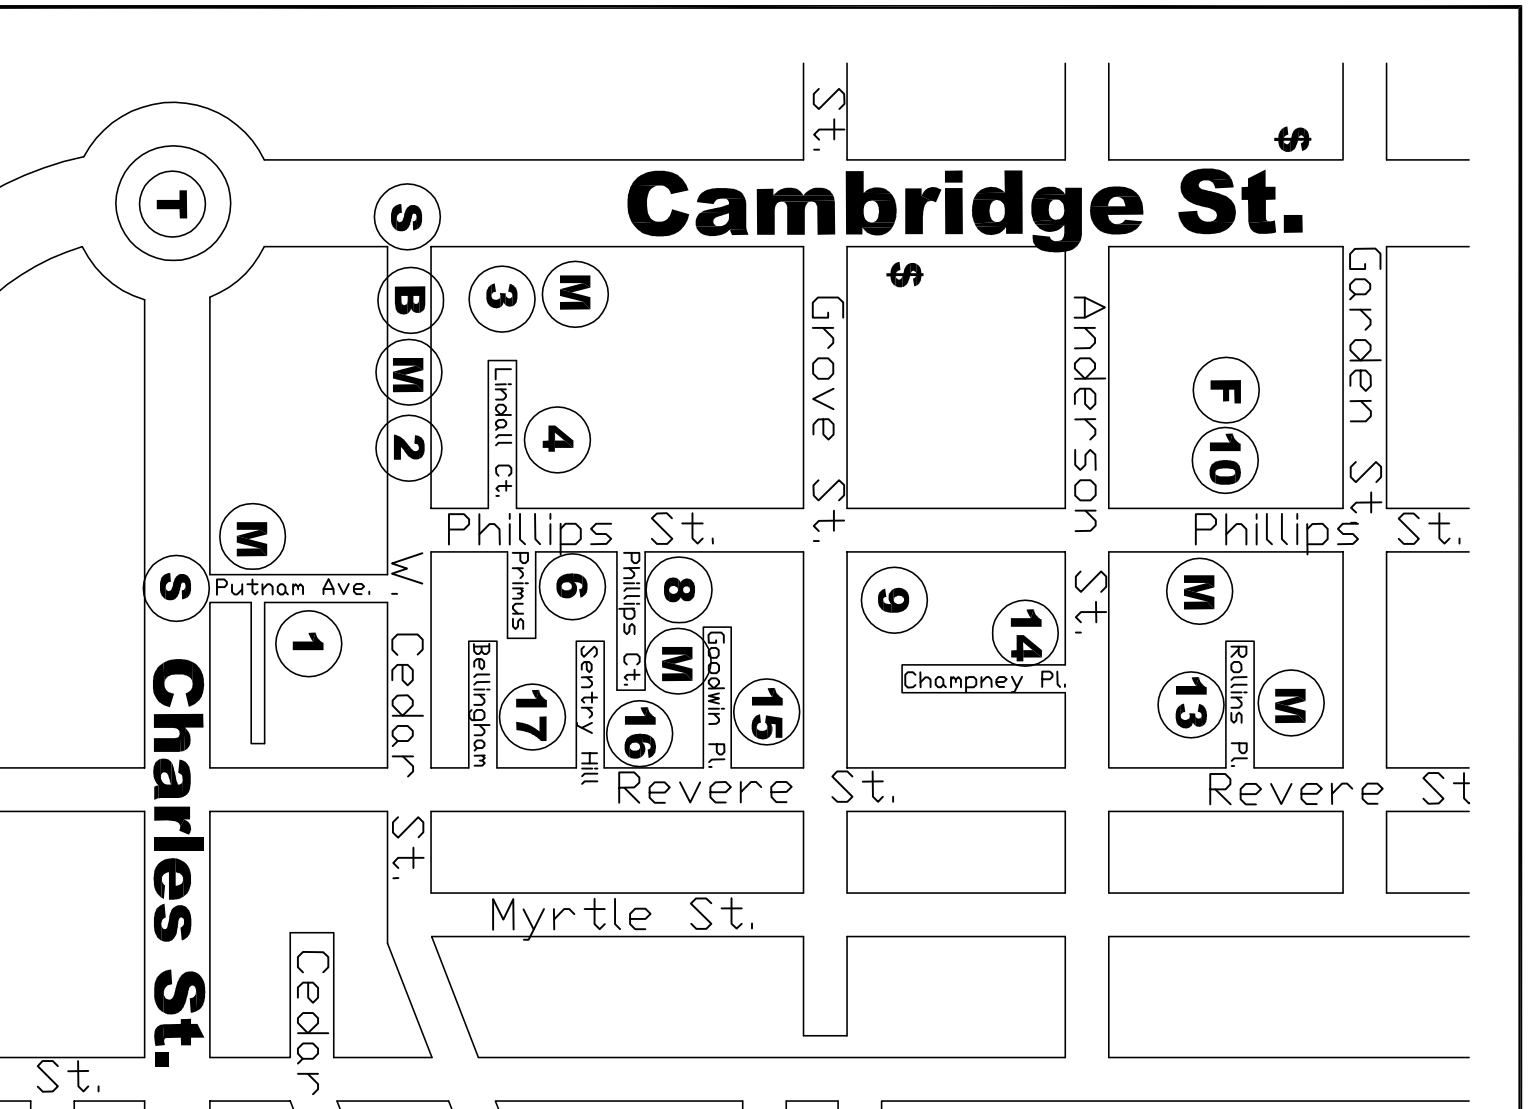 St.
$
T
S
Cambridge St.
B
3
M
$
Grove St.
Anderson St.
Garden St.
M
Lindall Ct.
F
2
4
10
M
Phillips St.
Phillips St.
S
Putnam Ave.
W. Cedar St.
Primus
6
Phillips Ct.
8
9
M
1
14
Bellingham
Sentry Hill
M
Goodwin Pl.
Champney Pl.
Rollins Pl.
17
16
15
13
M
Charles St.
Revere St.
Revere St
Myrtle St.
Cedar
St.